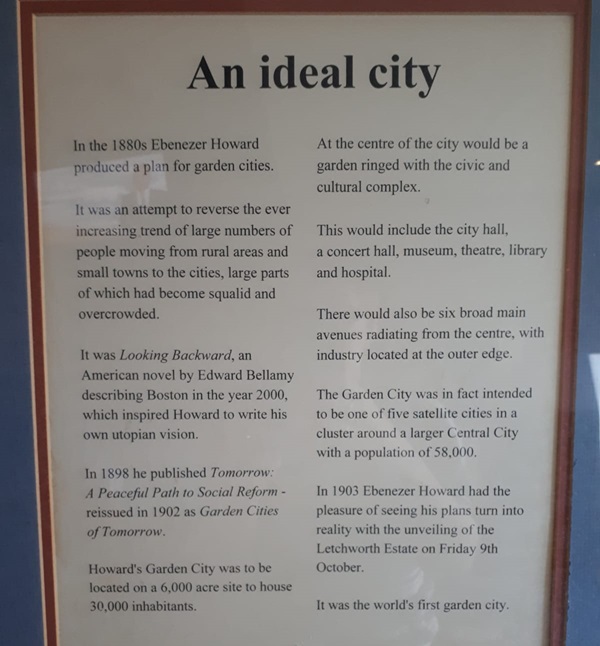 An ideal city
In the 1880s Ebenezer Howard
produced a plan for garden cities.
It was an attempt to reverse the ever
increasing trend of large numbers of
people moving from rural areas and
small towns to the cities, large parts
of which had become squalid and
overcrowded.
It was Looking Backward, an
American novel by Edward Bellamy
describing Boston in the year 2000,
which inspired Howard to write his
own utopian vision.
In 1898 he published Tomorrow:
A Peaceful Path to Social Reform -
reissued in 1902 as Garden Cities
of Tomorrow.
Howard's Garden City was to be
located on a 6,000 acre site to house
30,000 inhabitants.
At the centre of the city would be a
garden ringed with the civic and
cultural complex.
This would include the city hall,
a concert hall, museum, theatre, library
and hospital.
There would also be six broad main
avenues radiating from the centre, with
industry located at the outer edge.
The Garden City was in fact intended
to be one of five satellite cities in a
cluster around a larger Central City
with a population of 58,000.
In 1903 Ebenezer Howard had the
pleasure of seeing his plans turn into
reality with the unveiling of the
Letchworth Estate on Friday 9th
October.
It was the world's first garden city.